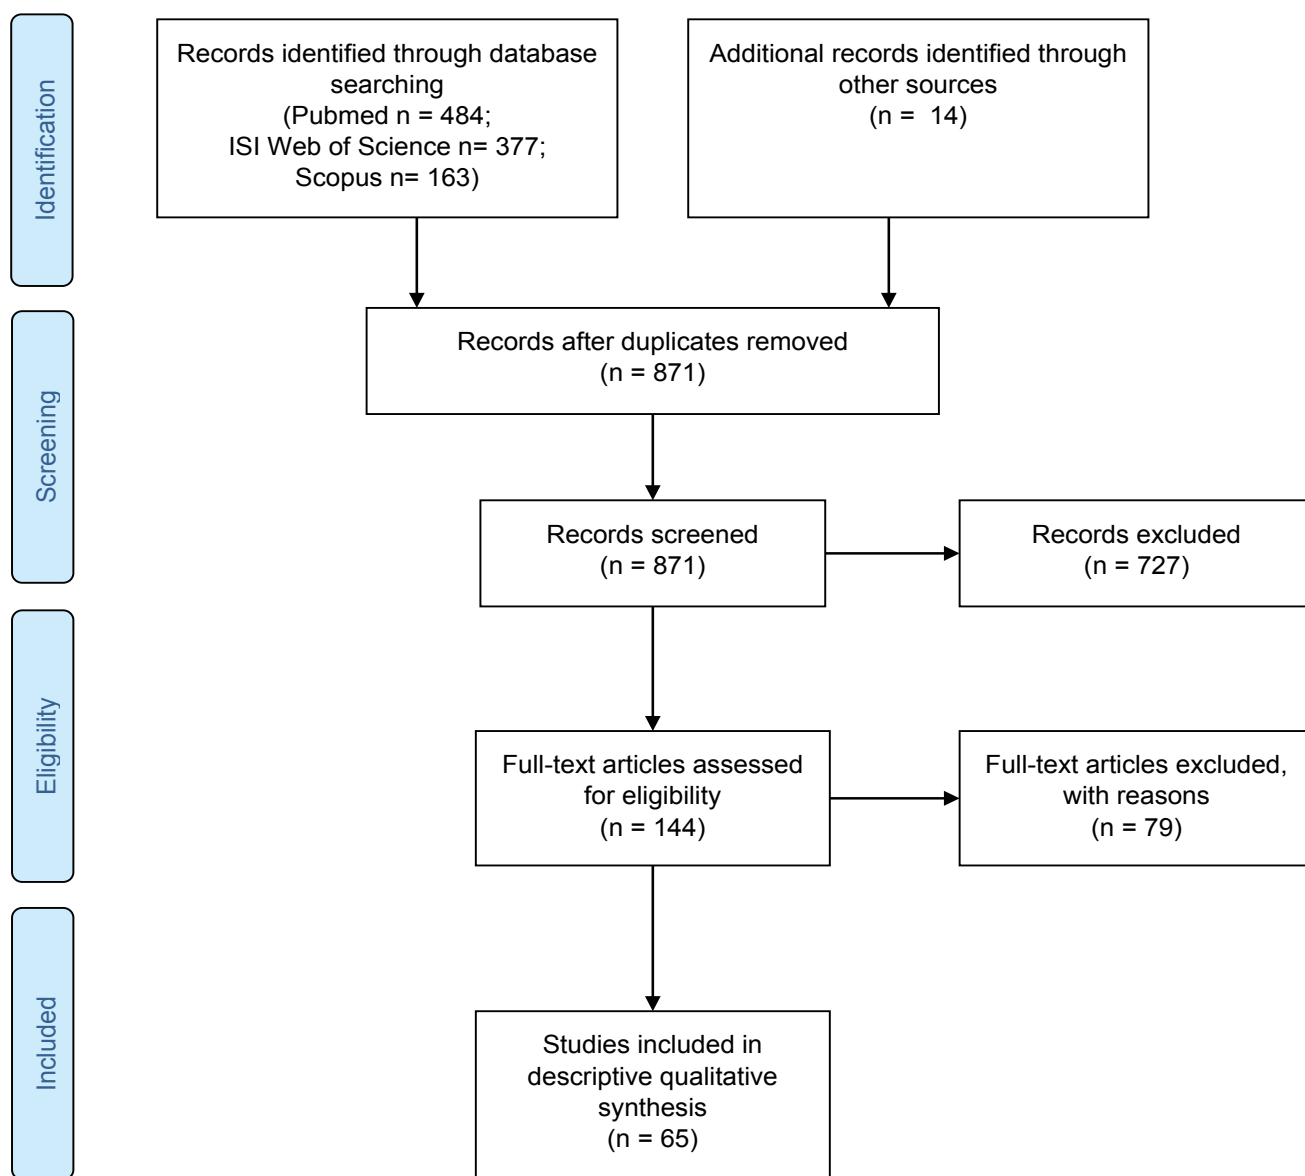 Identification
Records identified through database
searching
(Pubmed n = 484;
ISI Web of Science n= 377;
Scopus n= 163)
Additional records identified through
other sources
(n =  14)
Screening
Records after duplicates removed
(n = 871)
Records screened
(n = 871)
Records excluded
(n = 727)
Eligibility
Full-text articles assessed
for eligibility
(n = 144)
Full-text articles excluded,
with reasons
(n = 79)
Included
Studies included in
descriptive qualitative
synthesis
(n = 65)